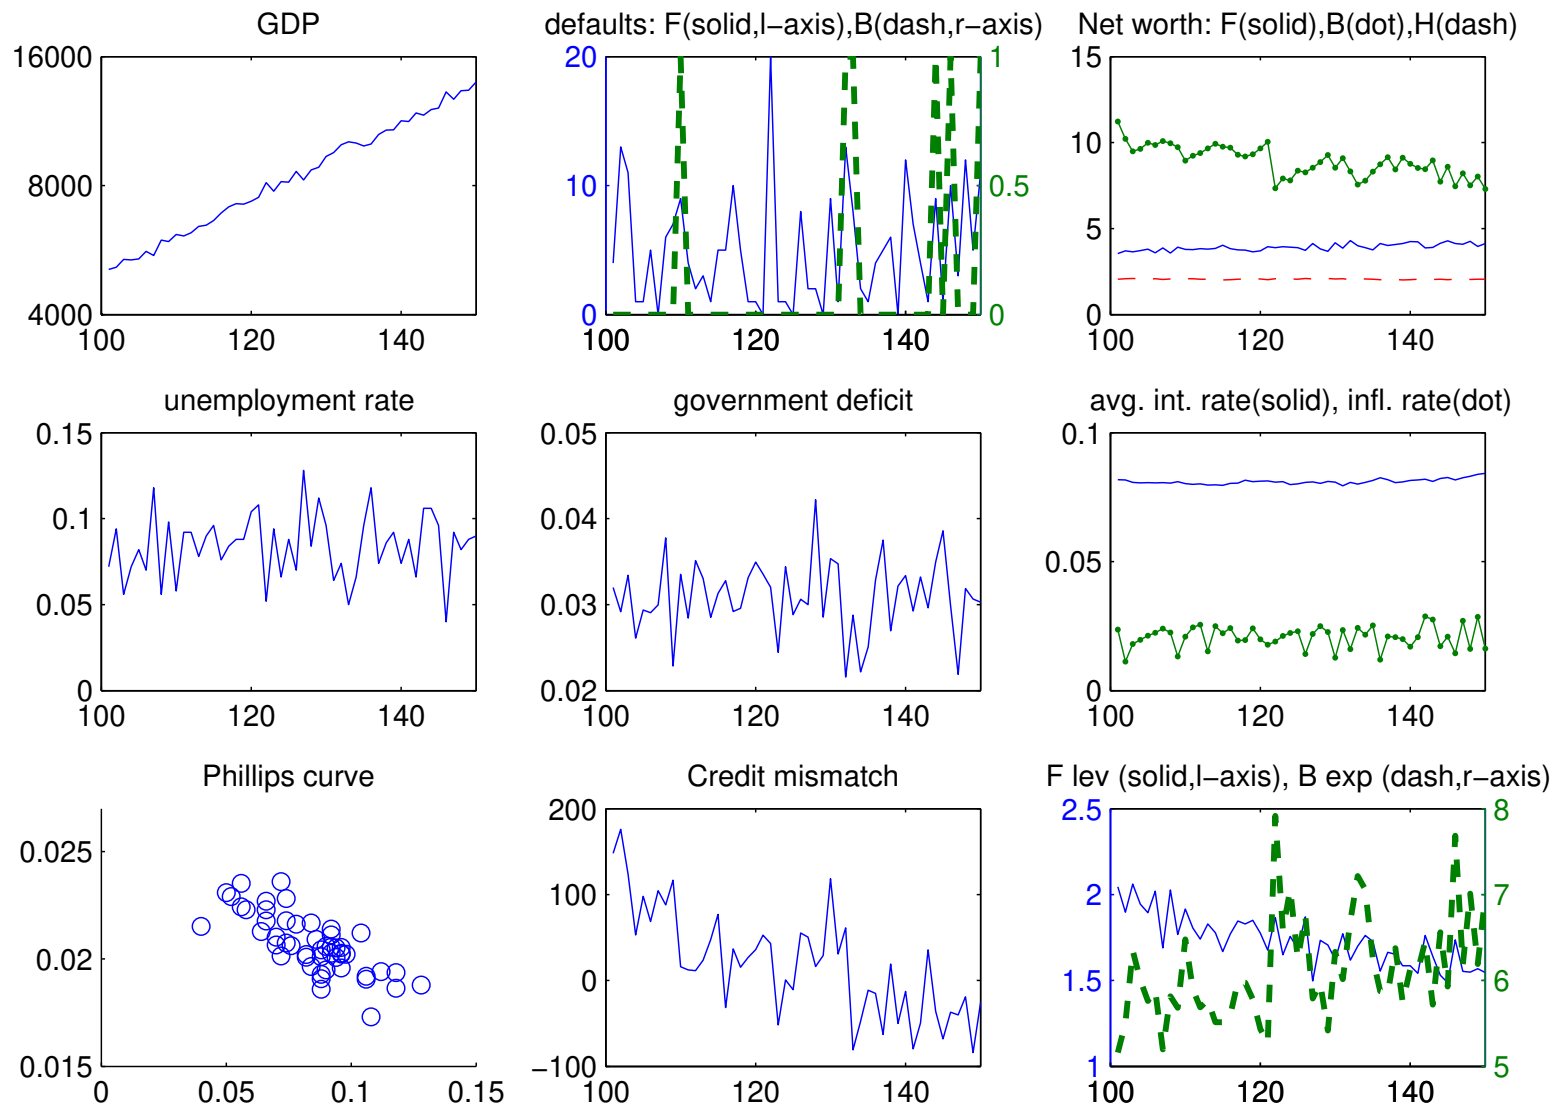 GDP
16000
8000
4000
100 120 140
defaults: F(solid,l−axis),B(dash,r−axis)
20
10
0
1
0.5
0
100 120 140
Net worth: F(solid),B(dot),H(dash)
15
10
5
0
100 120 140
unemployment rate
0.15
0.1
0.05
0
100 120 140
government deficit
0.05
0.04
0.03
0.02
100 120 140
avg. int. rate(solid), infl. rate(dot)
0.1
0.05
0
100 120 140
Phillips curve
0.025
0.02
0.015
0 0.05 0.1 0.15
Credit mismatch
200
100
0
−100
100 120 140
F lev (solid,l−axis), B exp (dash,r−axis)
2.5
2
1.5
1
8
7
6
5
100 120 140